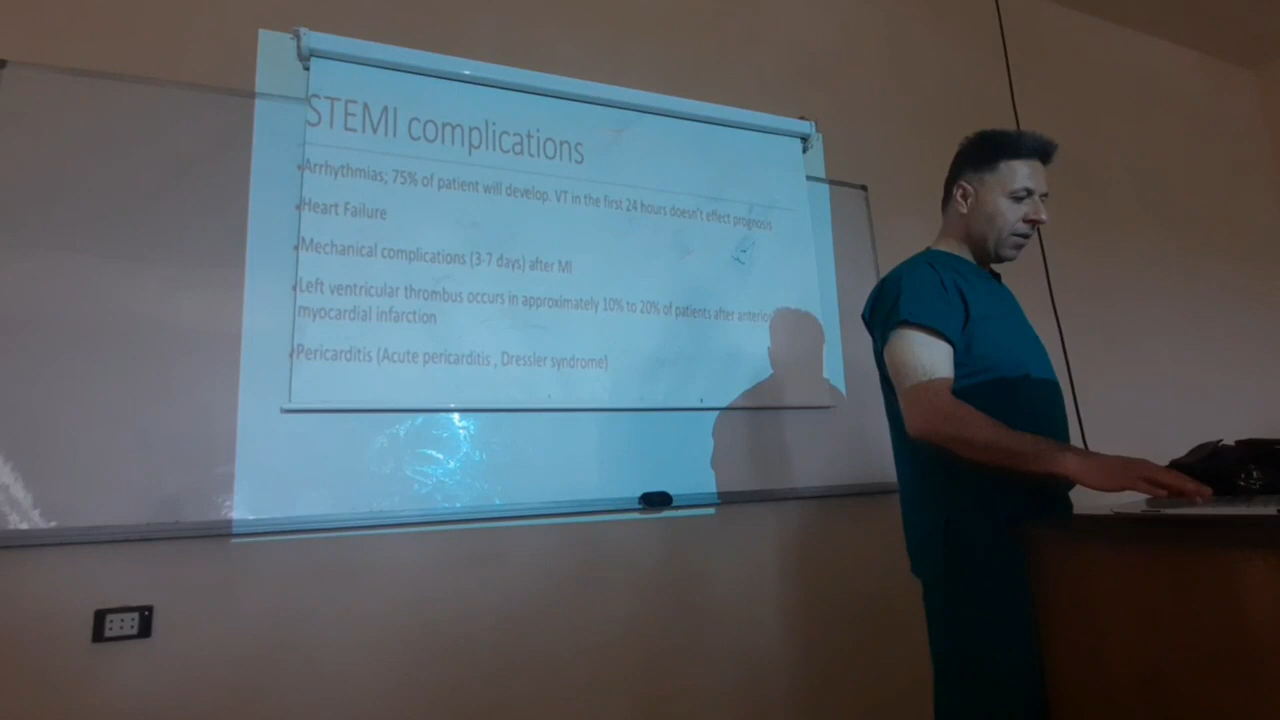 STEMI complications
Arrhythmias; 75% of patient will develop. VT in the first 24 hours doesn't effect prognosis
Heart Failure
Mechanical complications (3-7 days) after MI
Left ventricular thrombus occurs in approximately 10% to 20% of patients after anterior
myocardial infarction
Pericarditis (Acute pericarditis , Dressler syndrome)